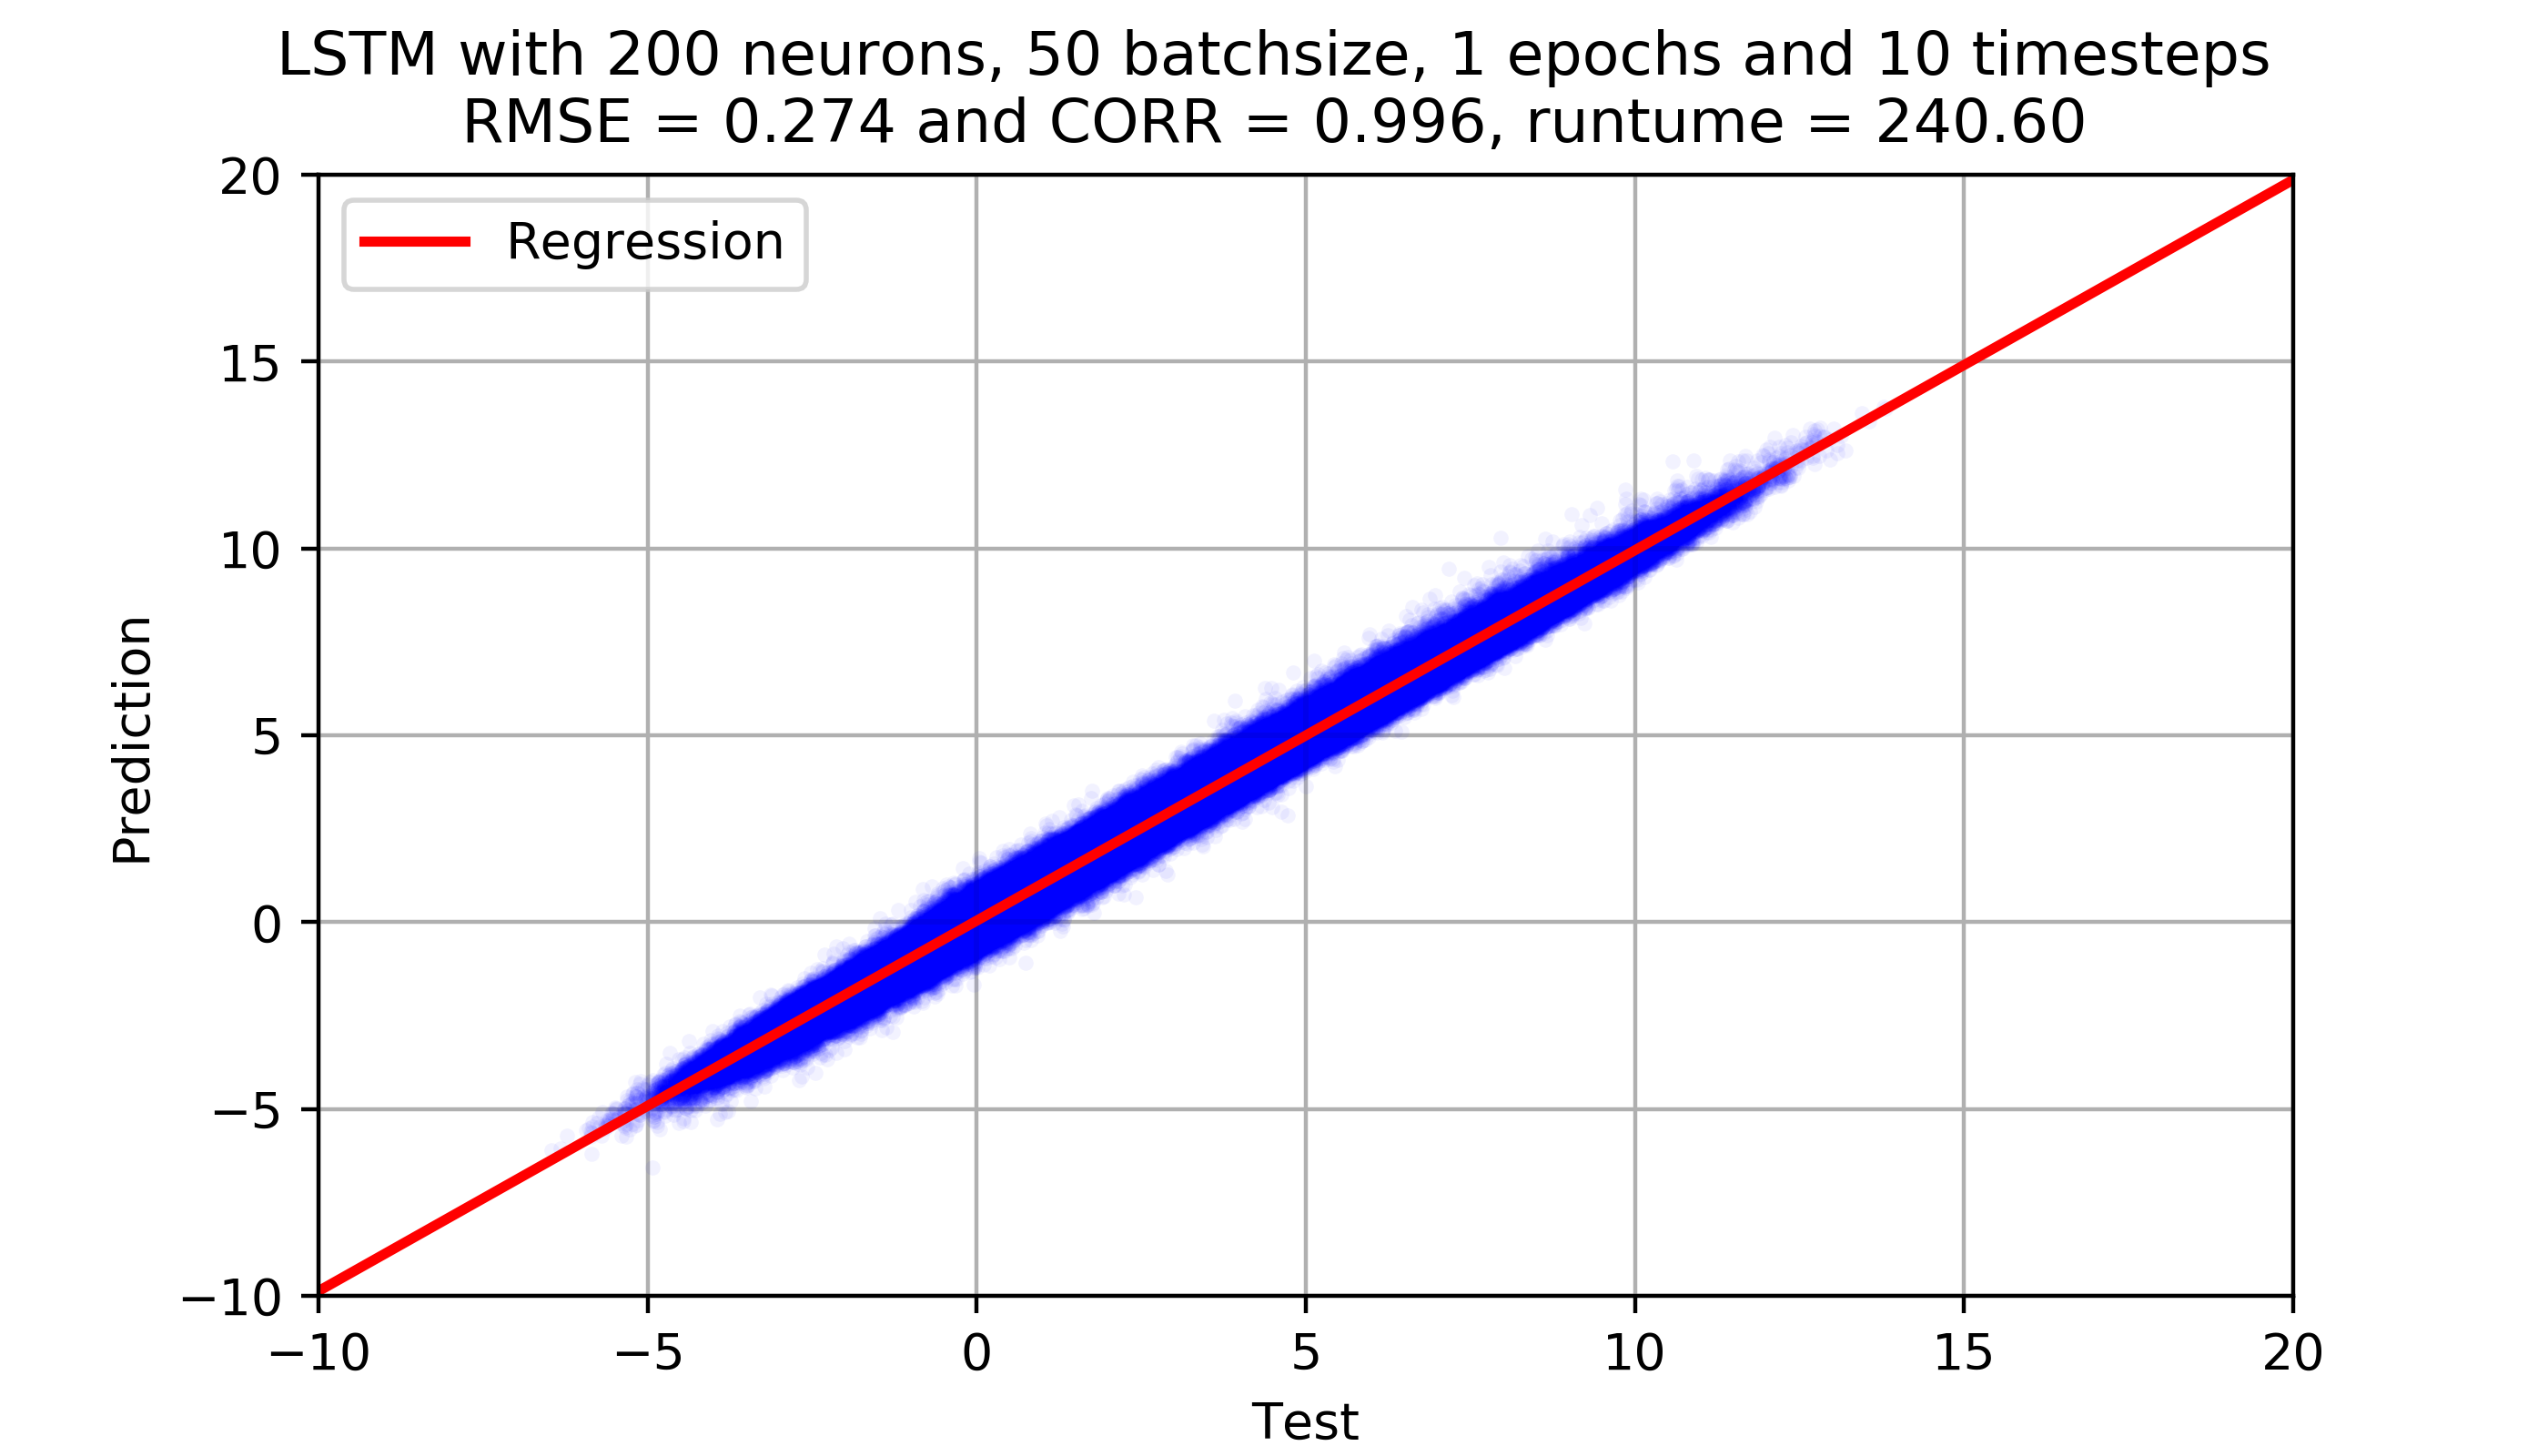 LSTM with 200 neurons, 50 batchsize, 1 epochs and 10 timesteps
RMSE = 0.274 and CORR = 0.996, runtume = 240.60
20
Regression
15
10
5
0
−5
−10
Prediction
−10 −5 0 5 10 15 20
Test